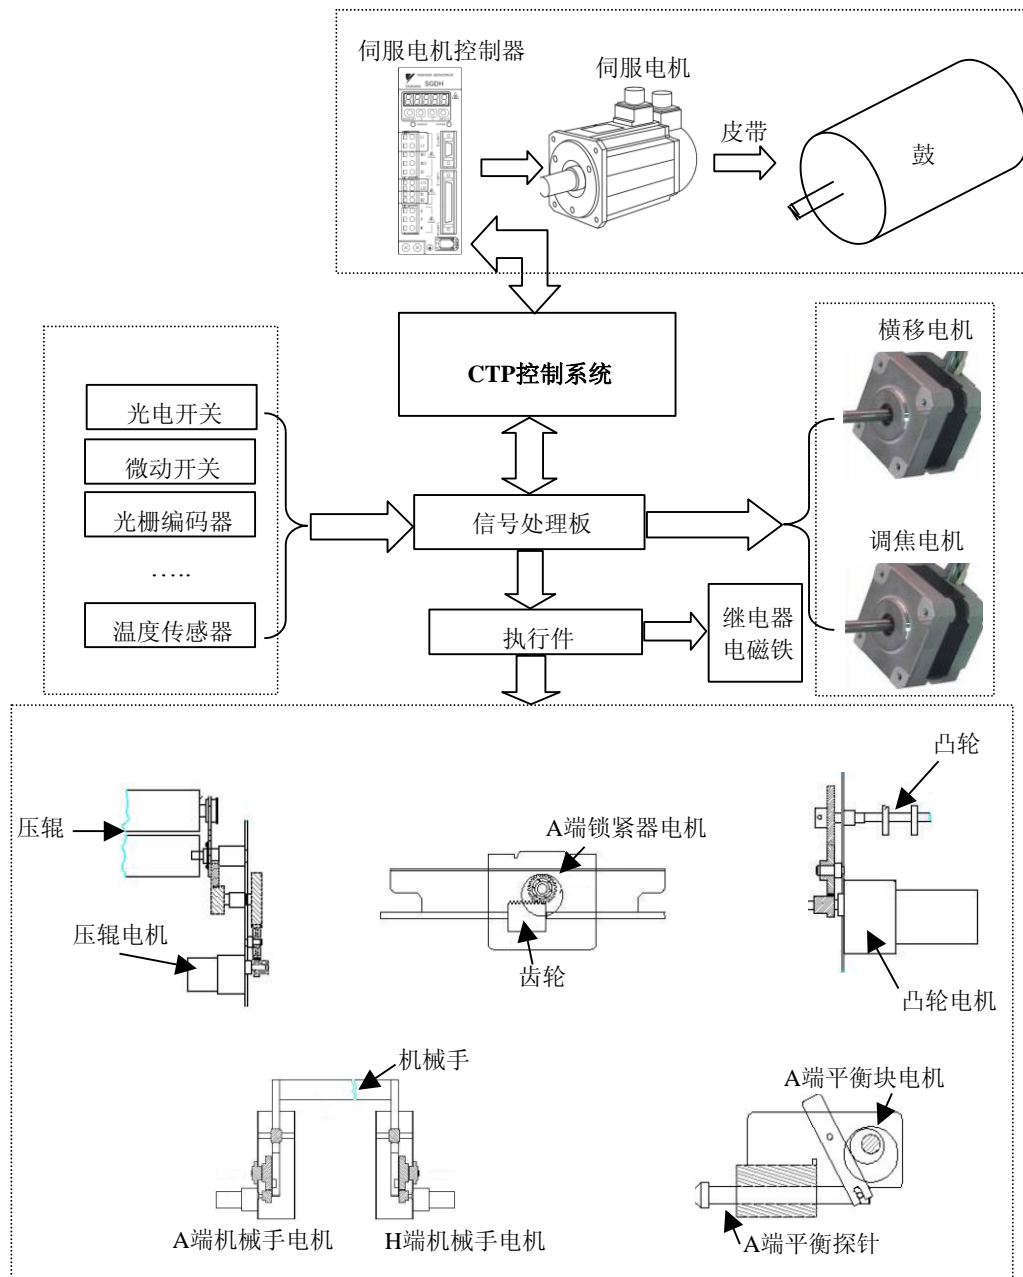 伺服电机控制器
伺服电机
SGDH
皮带
鼓
CTP控制系统
横移电机
光电开关
微动开关
光栅编码器
信号处理板
.....
调焦电机
温度传感器
执行件
继电器
电磁铁
凸轮
压辊
A端锁紧器电机
压辊电机
齿轮
凸轮电机
机械手
A端平衡块电机
A端机械手电机
H端机械手电机
A端平衡探针